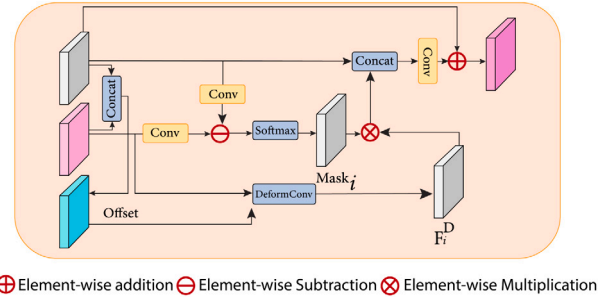 Concat
Conv
Concat
Conv
Conv
Softmax
Mask i
Offset
DeformConv
F i D
Element-wise addition Element-wise Subtraction Element-wise Multiplication